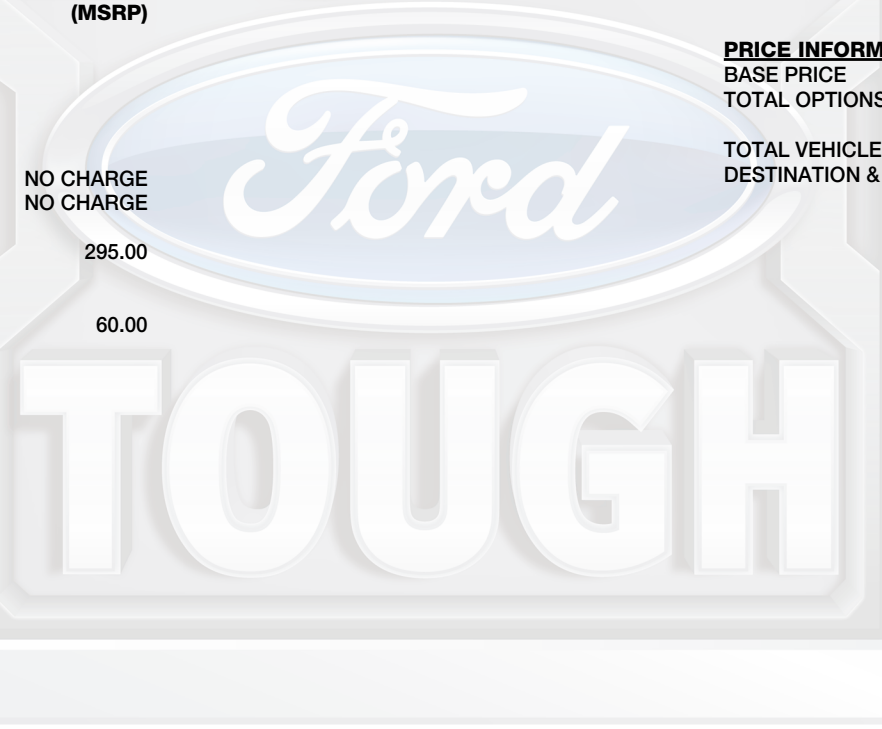 (MSRP)
NO CHARGE
NO CHARGE
295.00
60.00
PRICE INFORM
BASE PRICE
TOTAL OPTIONS
TOTAL VEHICLE
DESTINATION &
Ford
TOUGH